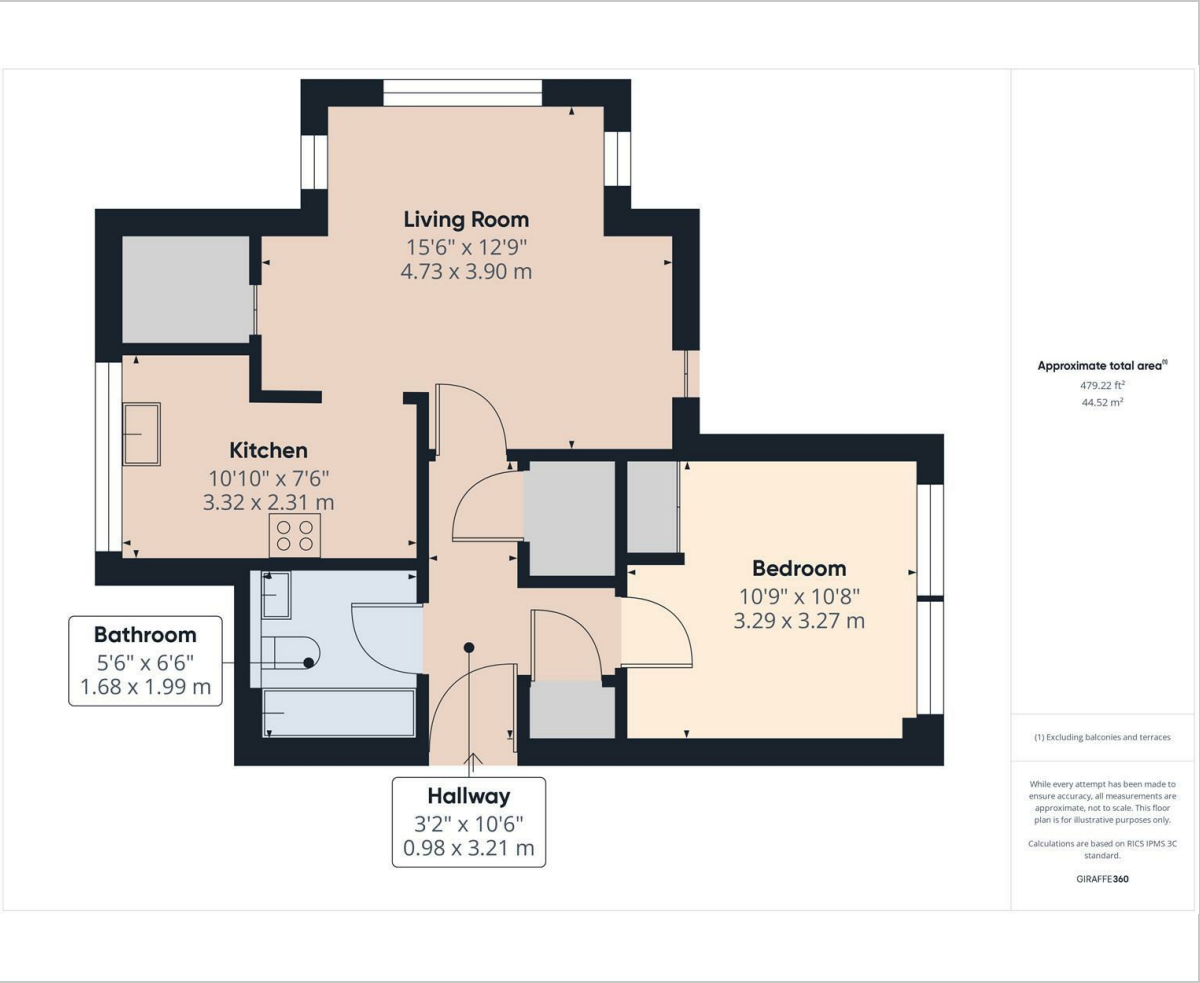 Living Room
15'6" x 12'9"
4.73 x 3.90 m
Kitchen
10'10" x 7'6"
3.32 x 2.31 m
Bedroom
10'9" x 10'8"
3.29 x 3.27 m
Bathroom
5'6" x 6'6"
1.68 x 1.99 m
Hallway
3'2" x 10'6"
0.98 x 3.21 m
Approximate total area(1)
479.22 ft²
44.52 m²
(1) Excluding balconies and terraces
While every attempt has been made to
ensure accuracy, all measurements are
approximate, not to scale. This floor
plan is for illustrative purposes only.
Calculations are based on RICS IPMS 3C
standard.
GIRAFFE360